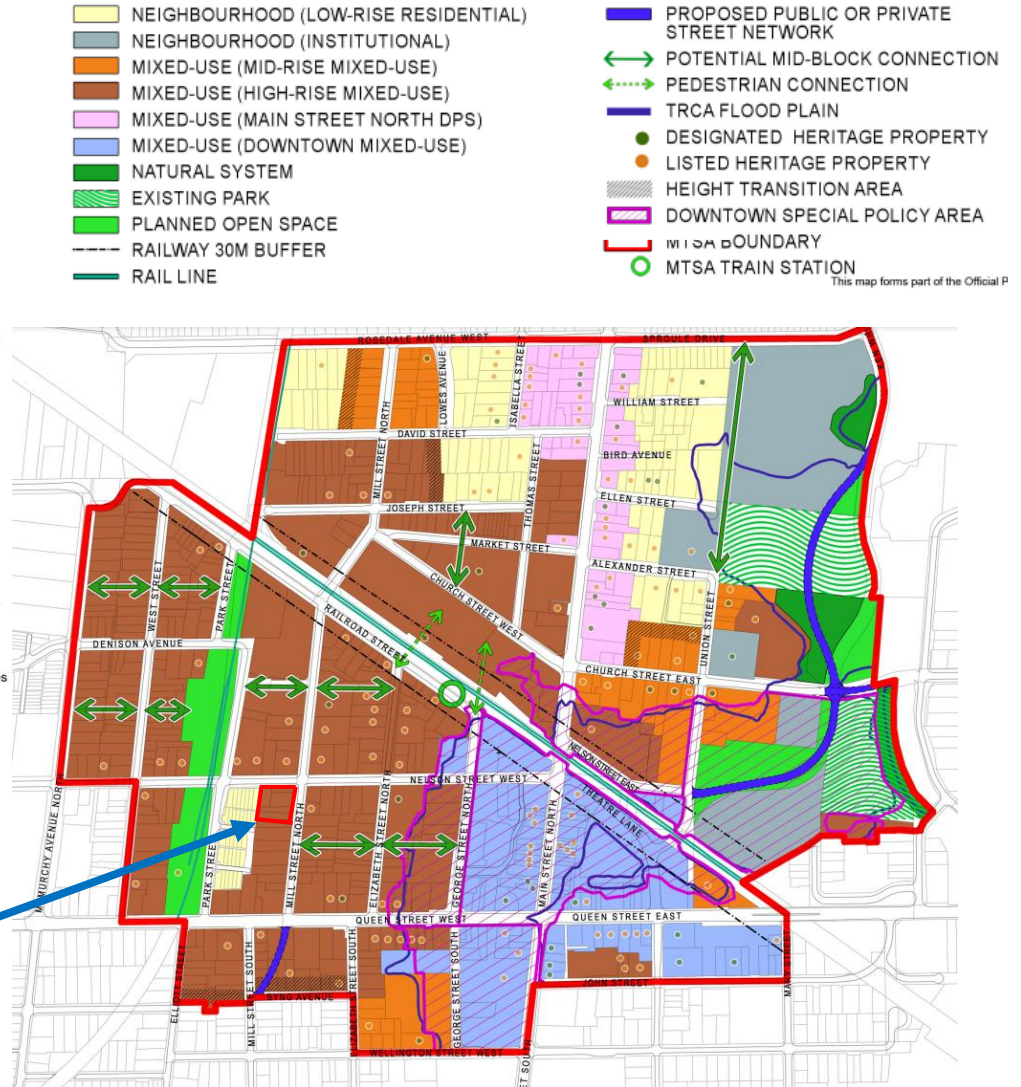 NEIGHBOURHOOD (LOW-RISE RESIDENTIAL)
NEIGHBOURHOOD (INSTITUTIONAL)
MIXED-USE (MID-RISE MIXED-USE)
MIXED-USE (HIGH-RISE MIXED-USE)
MIXED-USE (MAIN STREET NORTH DPS)
MIXED-USE (DOWNTOWN MIXED-USE)
NATURAL SYSTEM
EXISTING PARK
PLANNED OPEN SPACE
RAILWAY 30M BUFFER
RAIL LINE
PROPOSED PUBLIC OR PRIVATE
STREET NETWORK
POTENTIAL MID-BLOCK CONNECTION
PEDESTRIAN CONNECTION
TRCA FLOOD PLAIN
DESIGNATED HERITAGE PROPERTY
LISTED HERITAGE PROPERTY
HEIGHT TRANSITION AREA
DOWNTOWN SPECIAL POLICY AREA
MTSA BOUNDARY
MTSA TRAIN STATION
This map forms part of the Official P
ROSEDALE AVENUE WEST
SPROULE DRIVE
LOWES AVENUE
ISABELLA STREET
WILLIAM STREET
MILL STREET NORTH
DAVID STREET
BIRD AVENUE
THOMAS STREET
ELLEN STREET
JOSEPH STREET
MARKET STREET
ALEXANDER STREET
CHURCH STREET WEST
WEST STREET
PARK STREET
RAILROAD STREET
UNION STREET
DENISON AVENUE
CHURCH STREET EAST
NELSON STREET WEST
NELSON STREET EAST
THEATRE LANE
MCMURCHY AVENUE NORTH
PARK STREET
MILL STREET NORTH
ELIZABETH STREET NORTH
GEORGE STREET NORTH
MAIN STREET NORTH
QUEEN STREET WEST
QUEEN STREET EAST
MILL STREET SOUTH
GEORGE STREET SOUTH
JOHN STREET
BYNG AVENUE
WELLINGTON STREET WEST